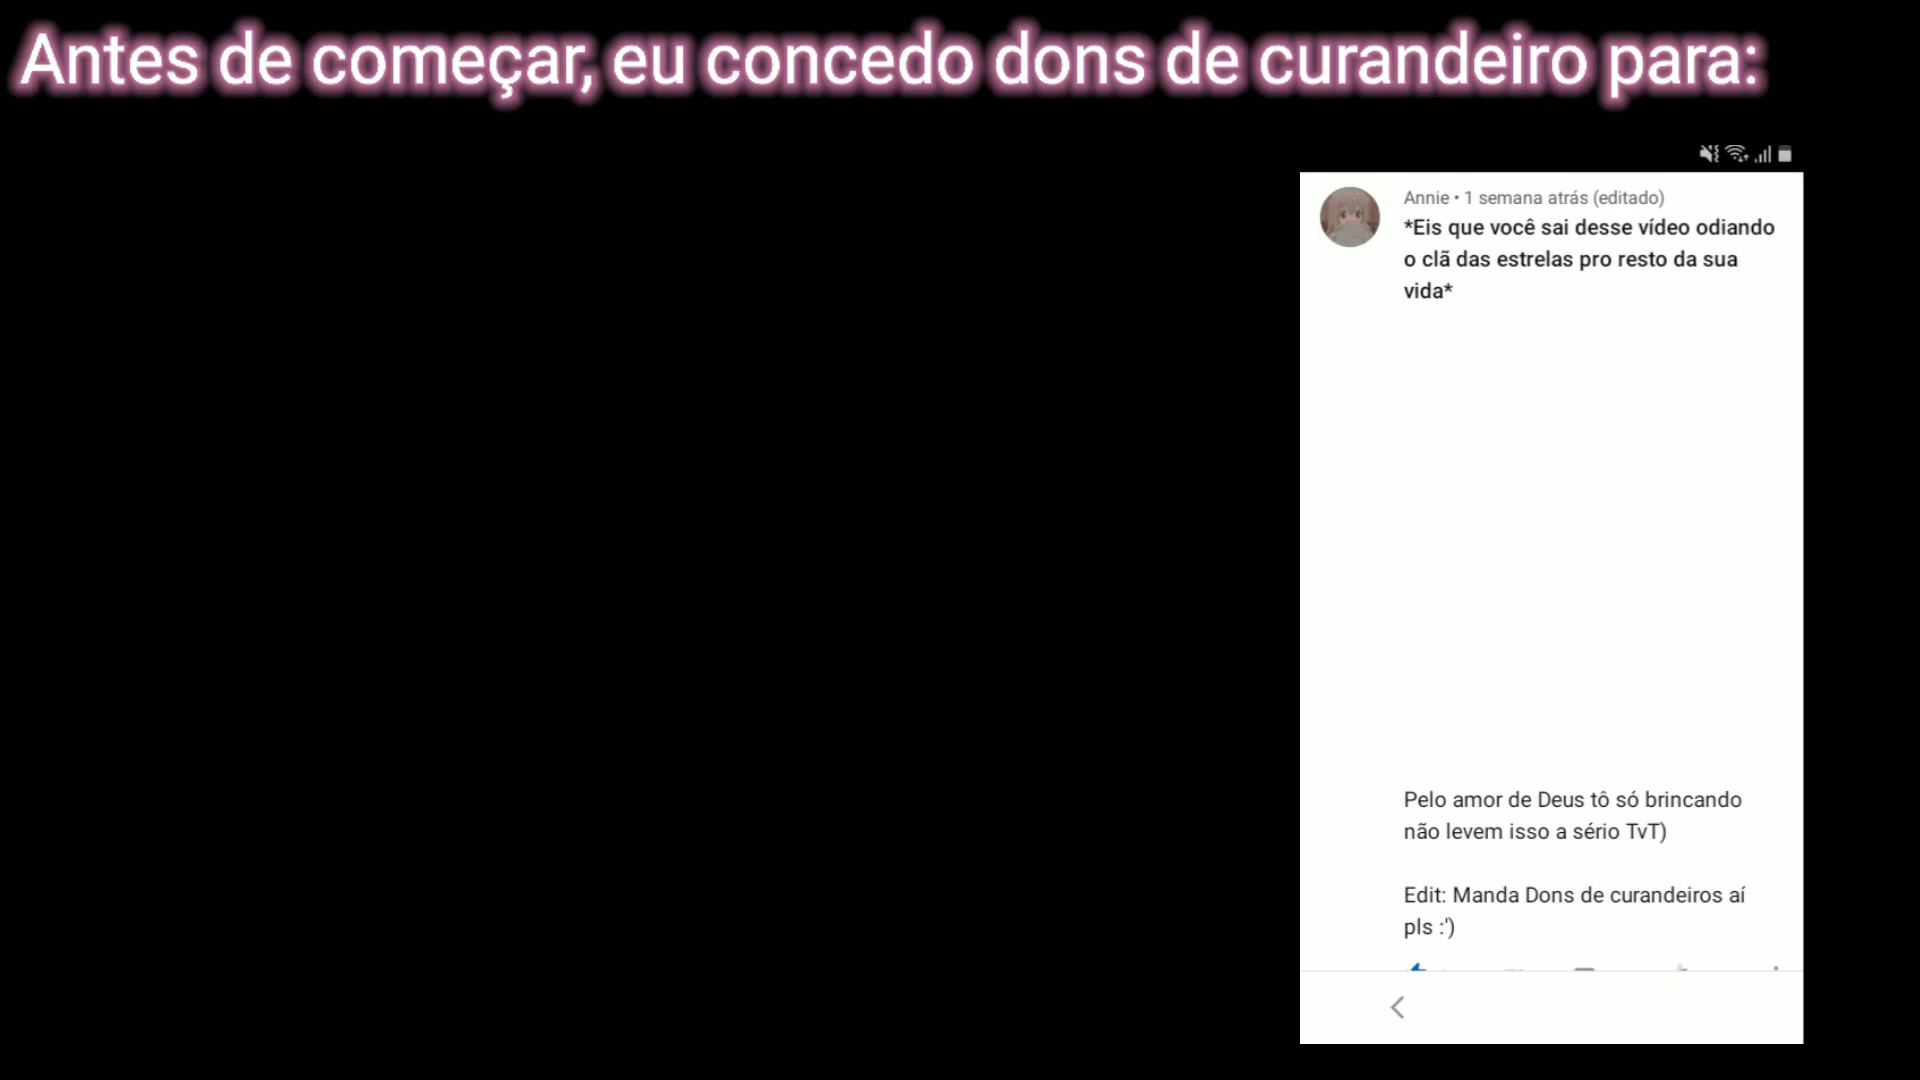 Antes de começar, eu concedo dons de curandeiro para:
Annie • 1 semana atrás (editado)
*Eis que você sai desse vídeo odiando
o clã das estrelas pro resto da sua
vida*
Pelo amor de Deus tô só brincando
não levem isso a sério TvT)
Edit: Manda Dons de curandeiros aí
pls :')